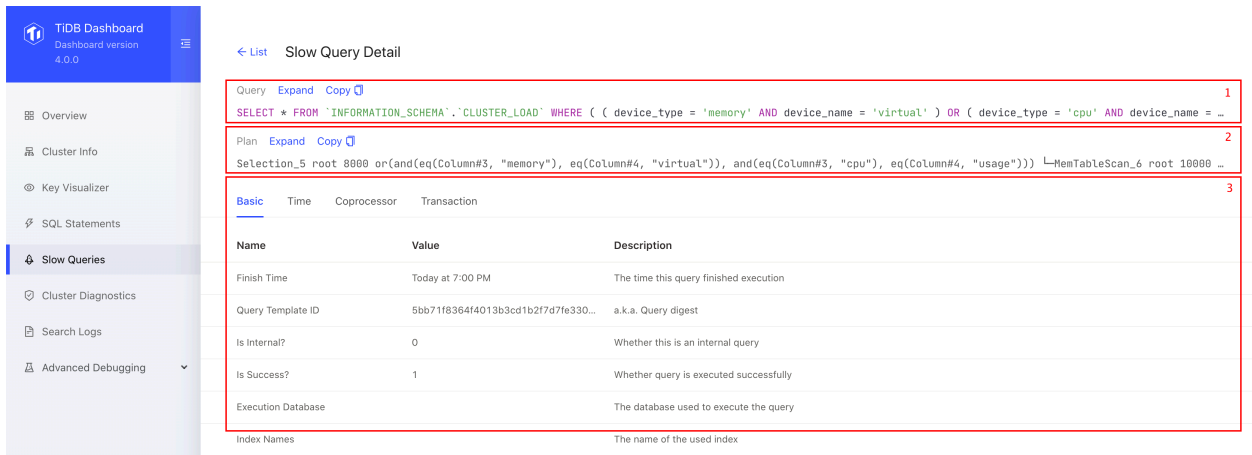 TiDB Dashboard
Dashboard version
4.0.0
Overview
Cluster Info
Key Visualizer
SQL Statements
Slow Queries
Cluster Diagnostics
Search Logs
Advanced Debugging
← List Slow Query Detail
Query Expand Copy 1
SELECT * FROM `INFORMATION_SCHEMA`.`CLUSTER_LOAD` WHERE ( ( device_type = 'memory' AND device_name = 'virtual' ) OR ( device_type = 'cpu' AND device_name = …
Plan Expand Copy 2
Selection_5 root 8000 or(and(eq(Column#3, "memory"), eq(Column#4, "virtual")), and(eq(Column#3, "cpu"), eq(Column#4, "usage"))) └─MemTableScan_6 root 10000 …
3
Basic Time Coprocessor Transaction
Name Value Description
Finish Time Today at 7:00 PM The time this query finished execution
Query Template ID 5bb71f8364f4013b3cd1b2f7d7fe330... a.k.a. Query digest
Is Internal? 0 Whether this is an internal query
Is Success? 1 Whether query is executed successfully
Execution Database The database used to execute the query
Index Names The name of the used index